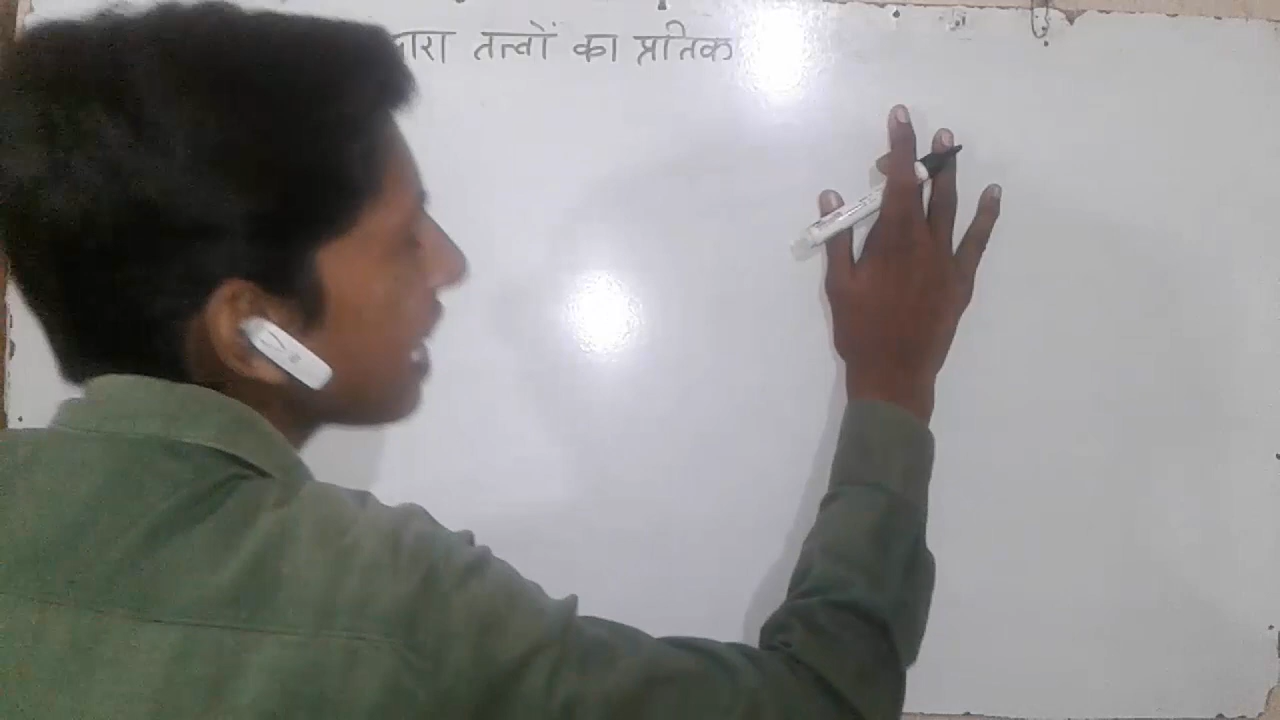 द्वारा तत्वों का प्रतिक